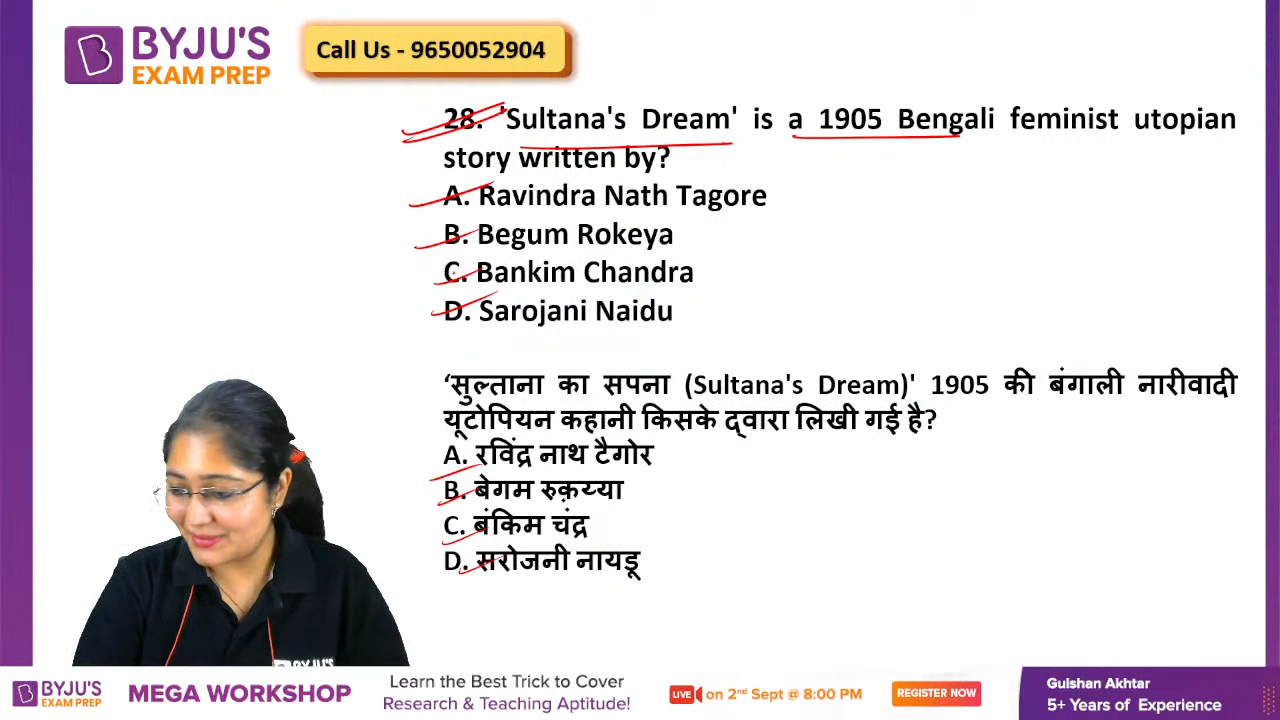 BYJU'S
EXAM PREP
Call Us - 9650052904
28. 'Sultana's Dream' is a 1905 Bengali feminist utopian
story written by?
A. Ravindra Nath Tagore
B. Begum Rokeya
C. Bankim Chandra
D. Sarojani Naidu
‘सुल्ताना का सपना (Sultana's Dream)' 1905 की बंगाली नारीवादी
यूटोपियन कहानी किसके द्वारा लिखी गई है?
A. रविंद्र नाथ टैगोर
B. बेगम रुक़य्या
C. बंकिम चंद्र
D. सरोजनी नायडू
BYJU'S
BYJU'S
EXAM PREP
MEGA WORKSHOP
Learn the Best Trick to Cover
Research & Teaching Aptitude!
LIVE on 2nd Sept @ 8:00 PM
REGISTER NOW
Gulshan Akhtar
5+ Years of Experience